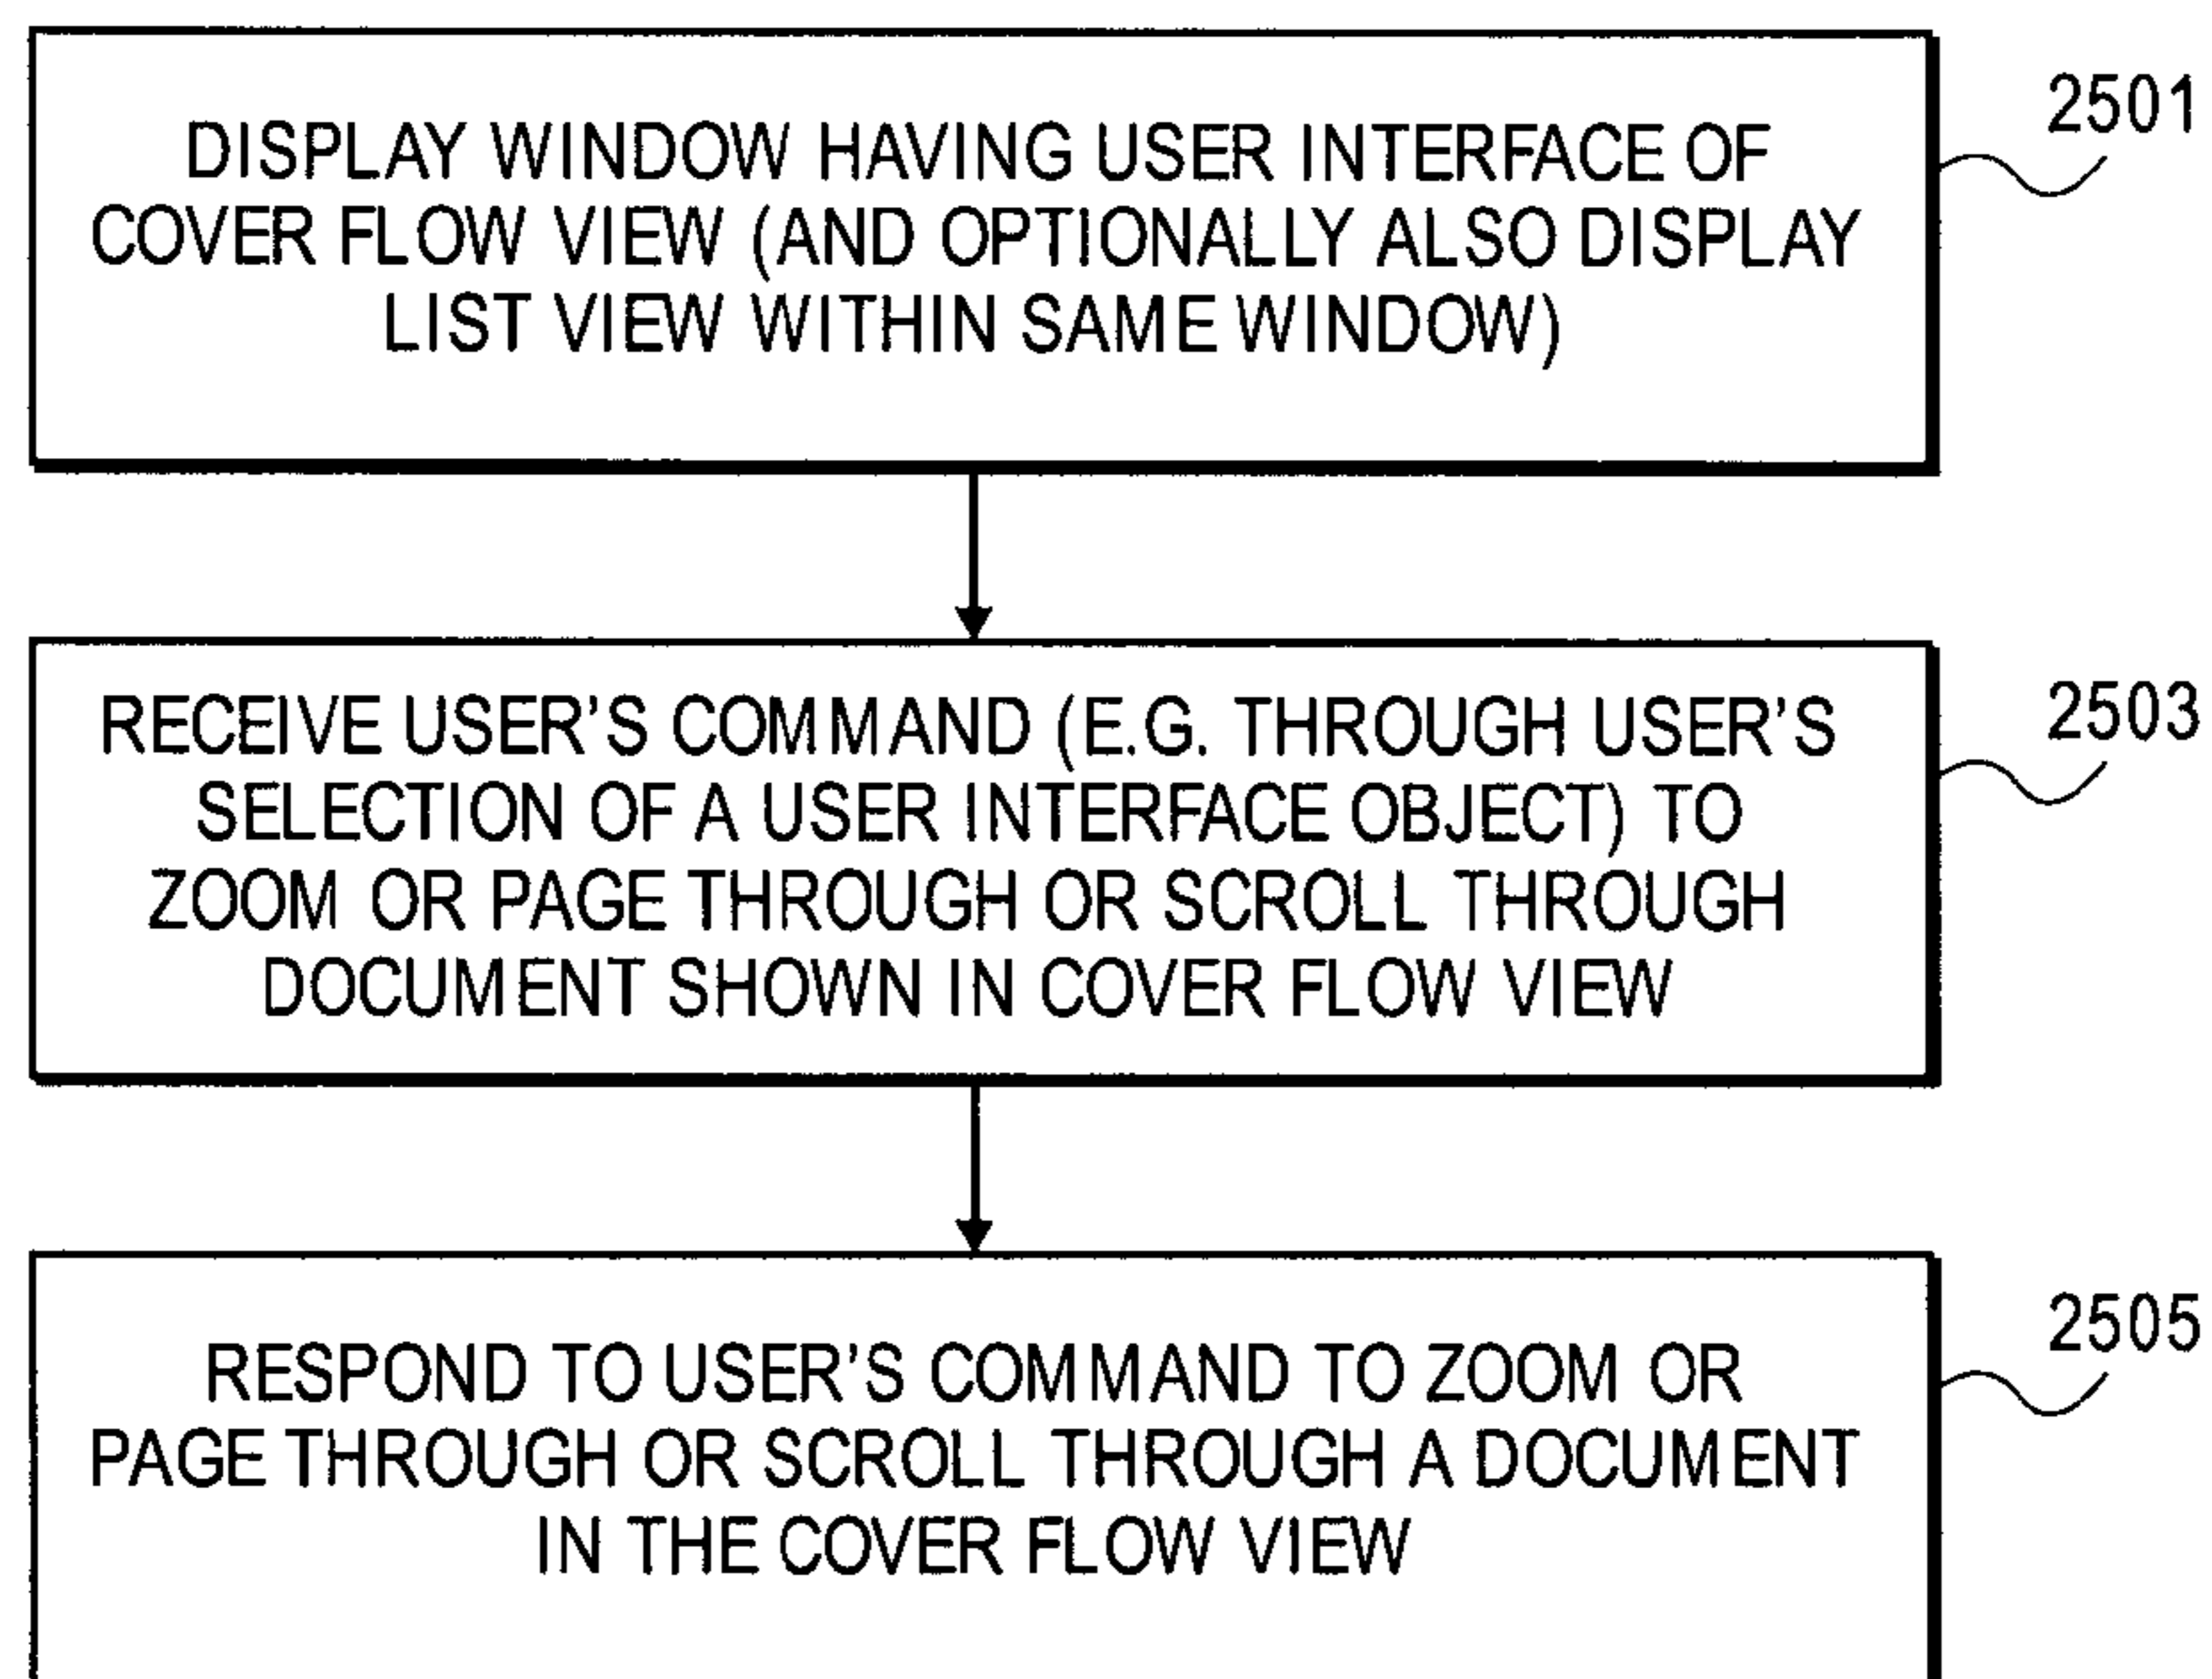 DISPLAY WINDOW HAVING USER INTERFACE OF
COVER FLOW VIEW (AND OPTIONALLY ALSO DISPLAY
LIST VIEW WITHIN SAME WINDOW)
2501
RECEIVE USER'S COMMAND (E.G. THROUGH USER'S
SELECTION OF A USER INTERFACE OBJECT) TO
ZOOM OR PAGE THROUGH OR SCROLL THROUGH
DOCUMENT SHOWN IN COVER FLOW VIEW
2503
RESPOND TO USER'S COMMAND TO ZOOM OR
PAGE THROUGH OR SCROLL THROUGH A DOCUMENT
IN THE COVER FLOW VIEW
2505